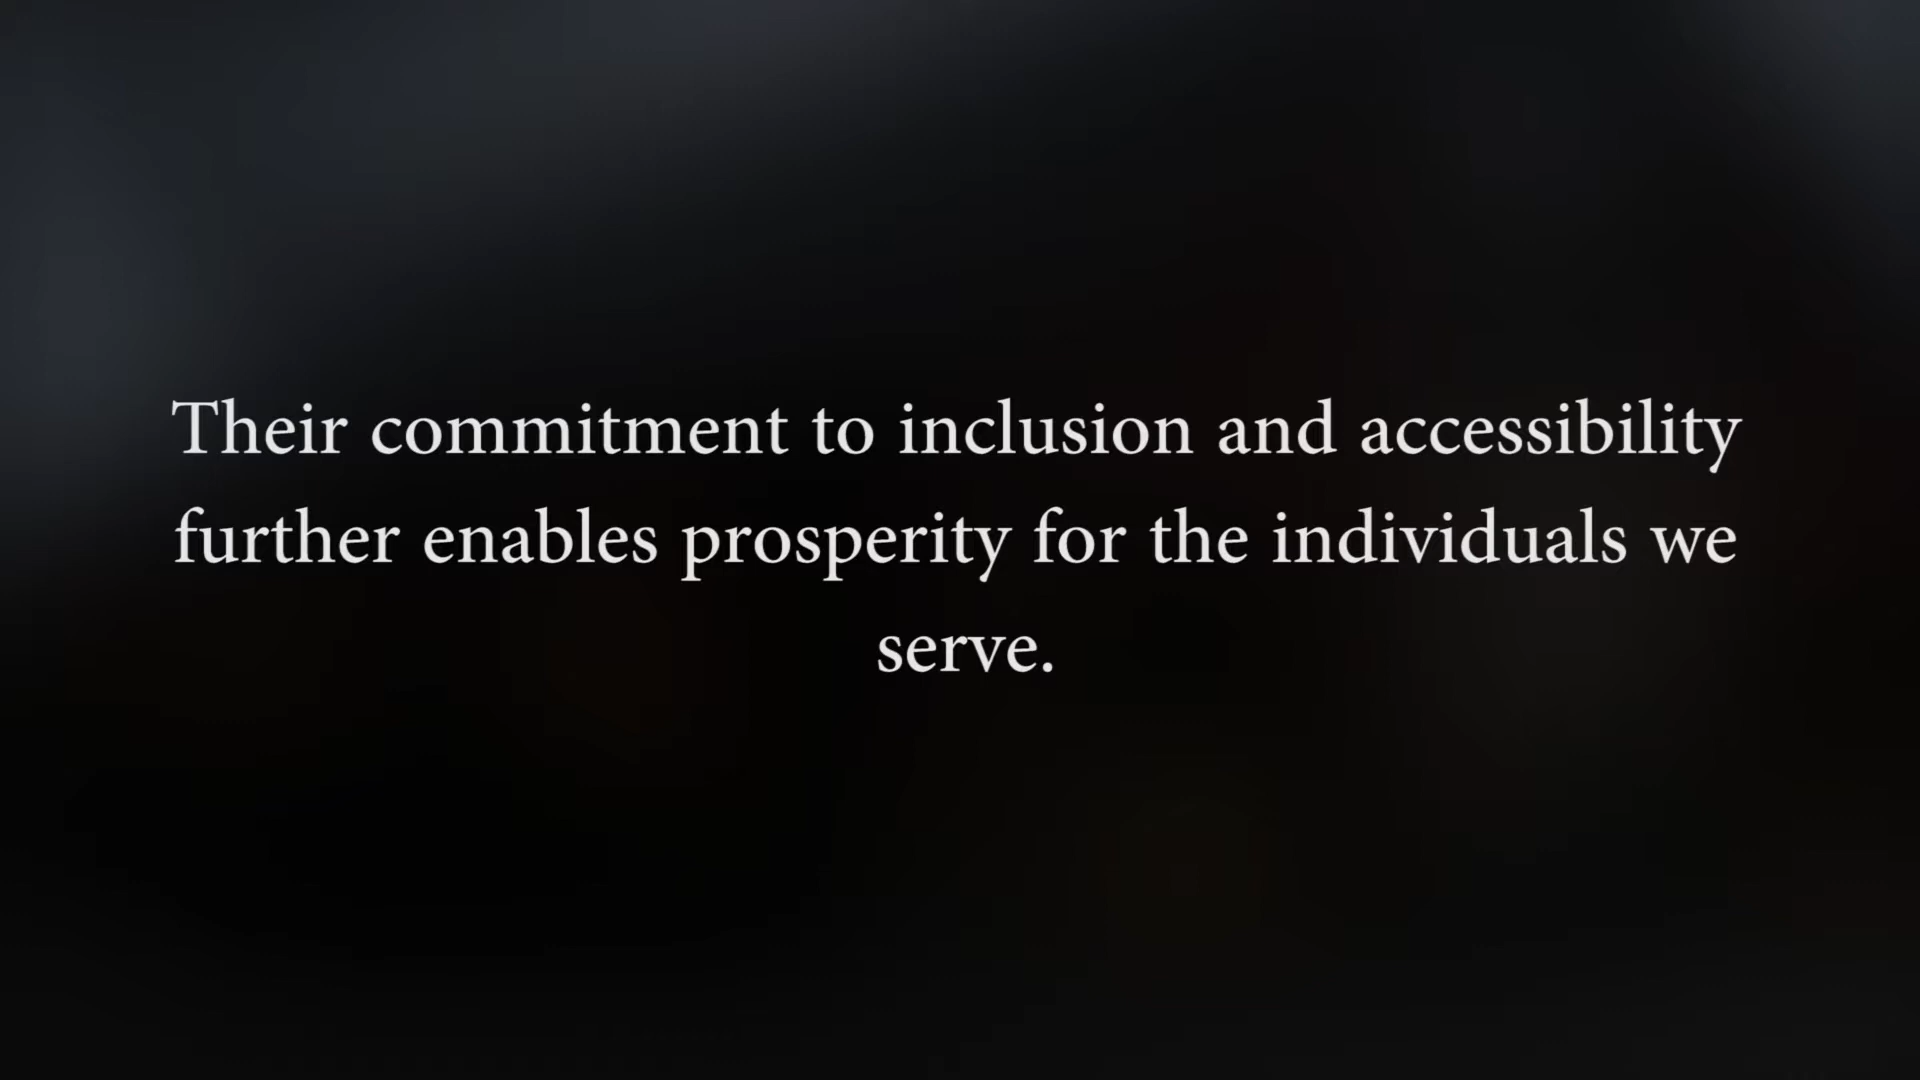 Their commitment to inclusion and accessibility
further enables prosperity for the individuals we
serve.